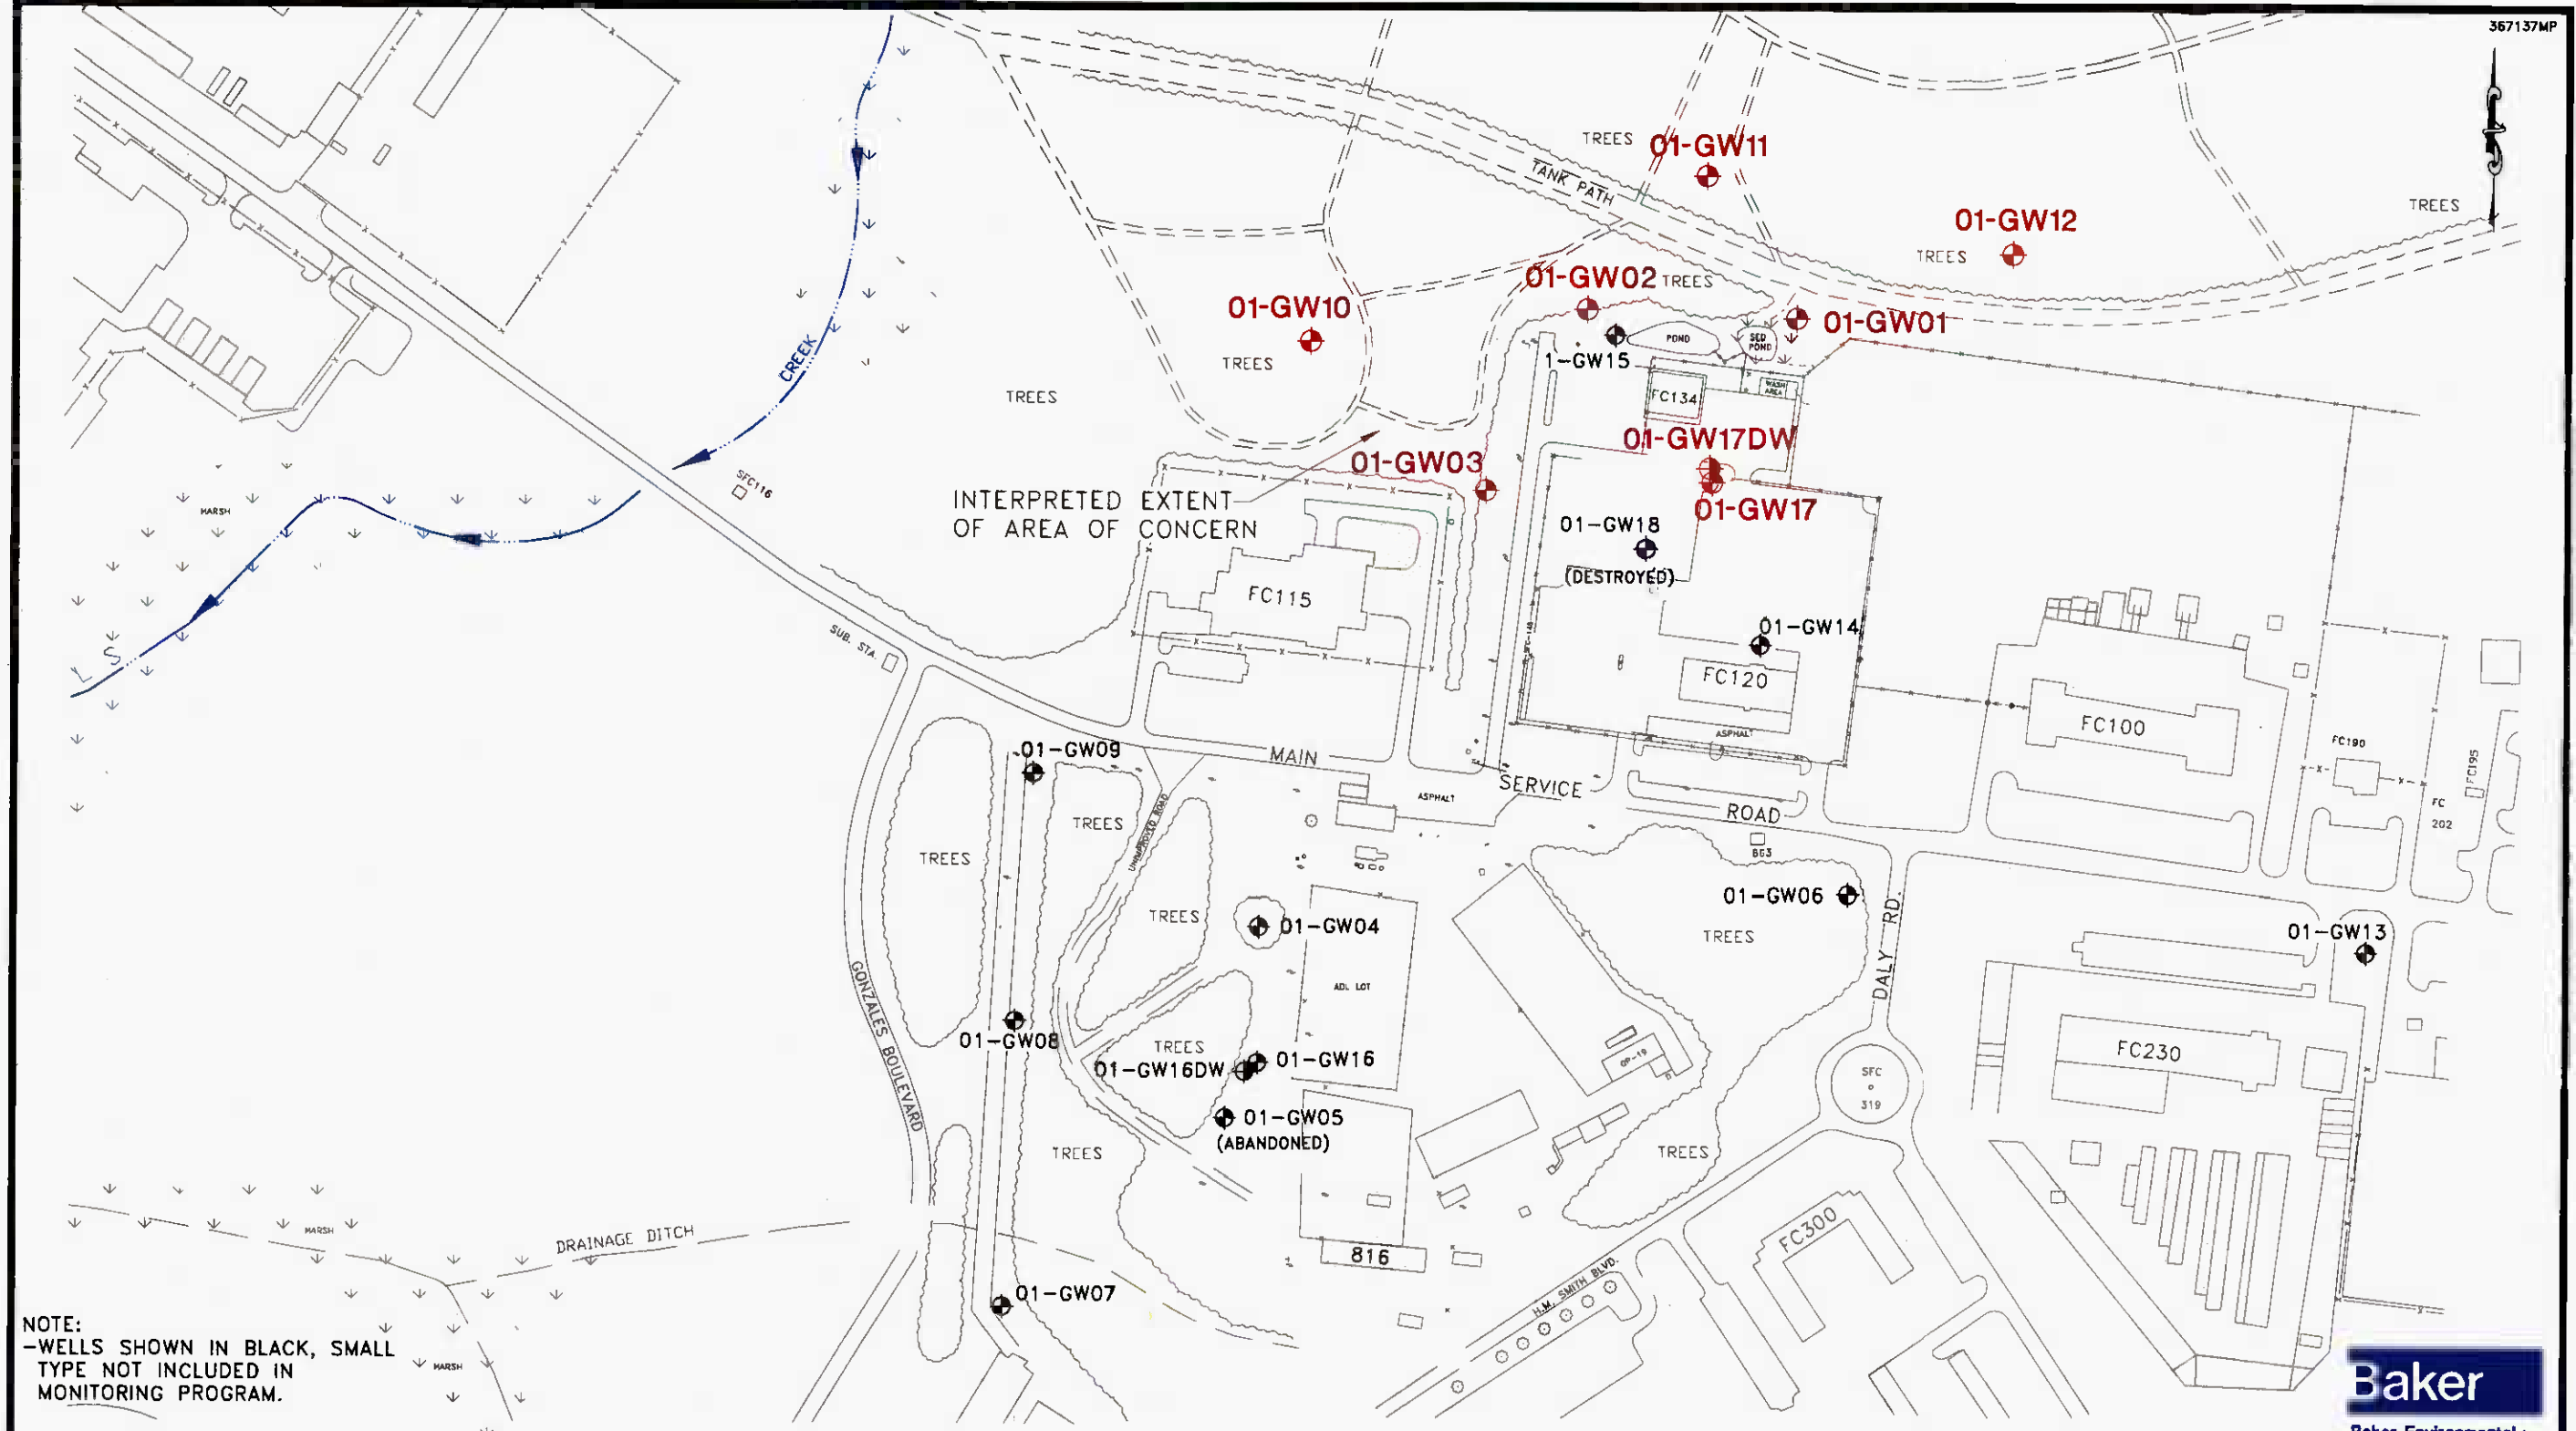 367137MP
TREES
01-GW11
TANK PATH
01-GW12
TREES
TREES
01-GW02
TREES
01-GW10
TREES
01-GW01
1-GW15
POND
SED
POND
WASH
AREA
FC134
CREEK
TREES
01-GW17DW
01-GW03
01-GW17
SFC116
INTERPRETED EXTENT
OF AREA OF CONCERN
MARSH
01-GW18
(DESTROYED)
FC115
01-GW14
FC120
SUB. STA.
FC100
ASPHALT
FC190
FC195
01-GW09
MAIN
SERVICE
ASPHALT
ROAD
FC
202
TREES
UNIMPROVED ROAD
TREES
BG3
01-GW06
TREES
01-GW04
TREES
DALY RD.
01-GW13
ADL LOT
GONZALES BOULEVARD
01-GW08
TREES
01-GW16
01-GW16DW
FC230
SFC
319
01-GW05
(ABANDONED)
TREES
TREES
MARSH
DRAINAGE DITCH
FC300
816
H.M. SMITH BLVD.
01-GW07
NOTE:
-WELLS SHOWN IN BLACK, SMALL
TYPE NOT INCLUDED IN
MONITORING PROGRAM.
MARSH
Baker